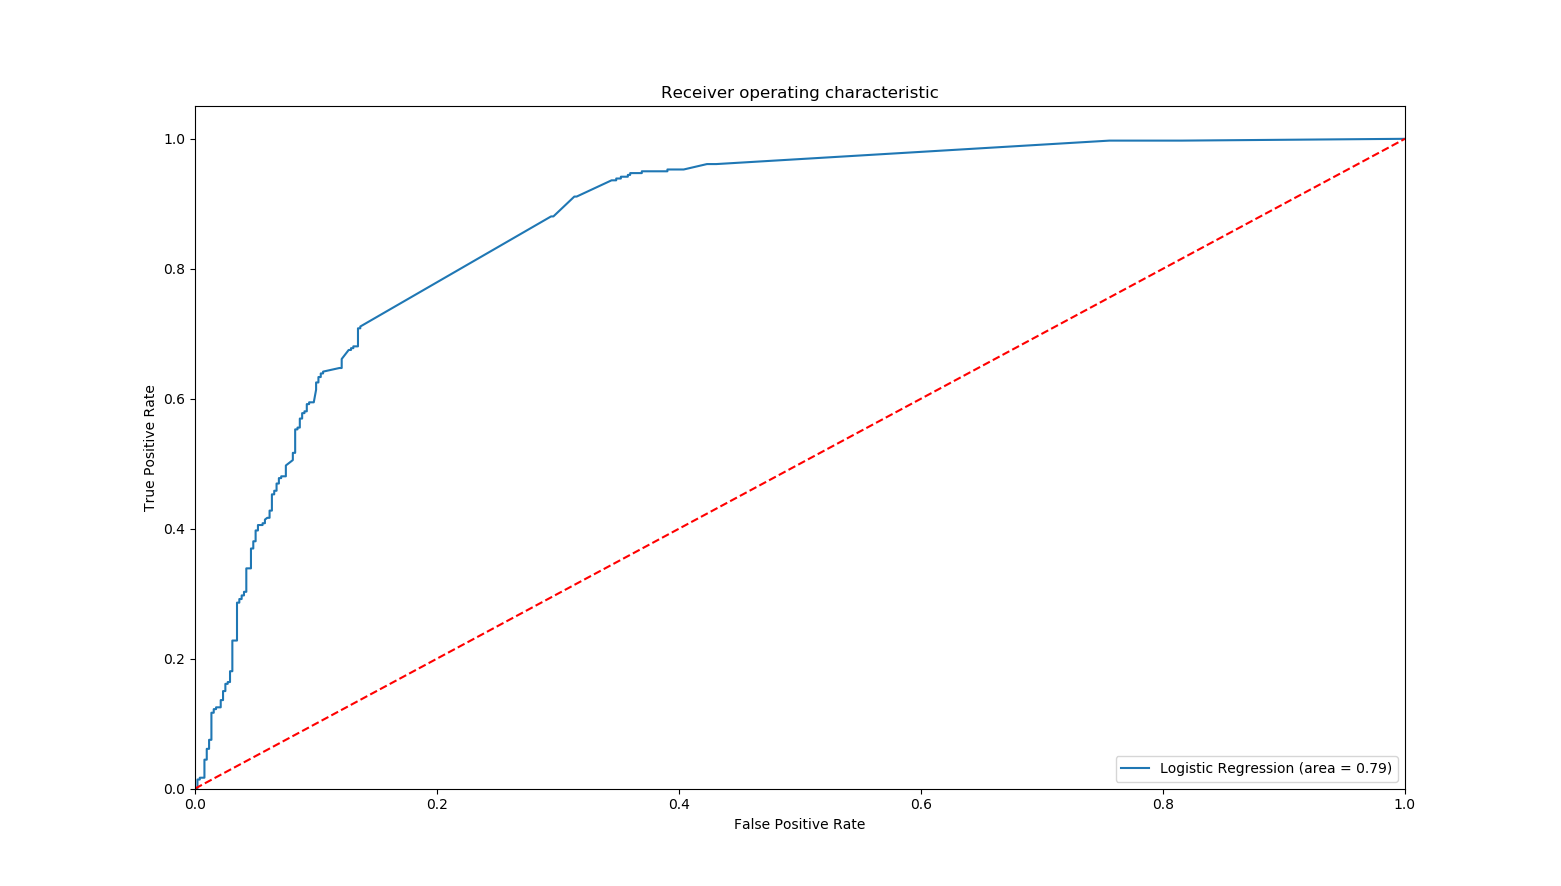 Receiver operating characteristic
1.0
0.8
0.6
0.4
0.2
0.0
True Positive Rate
0.0 0.2 0.4 0.6 0.8 1.0
False Positive Rate
Logistic Regression (area = 0.79)